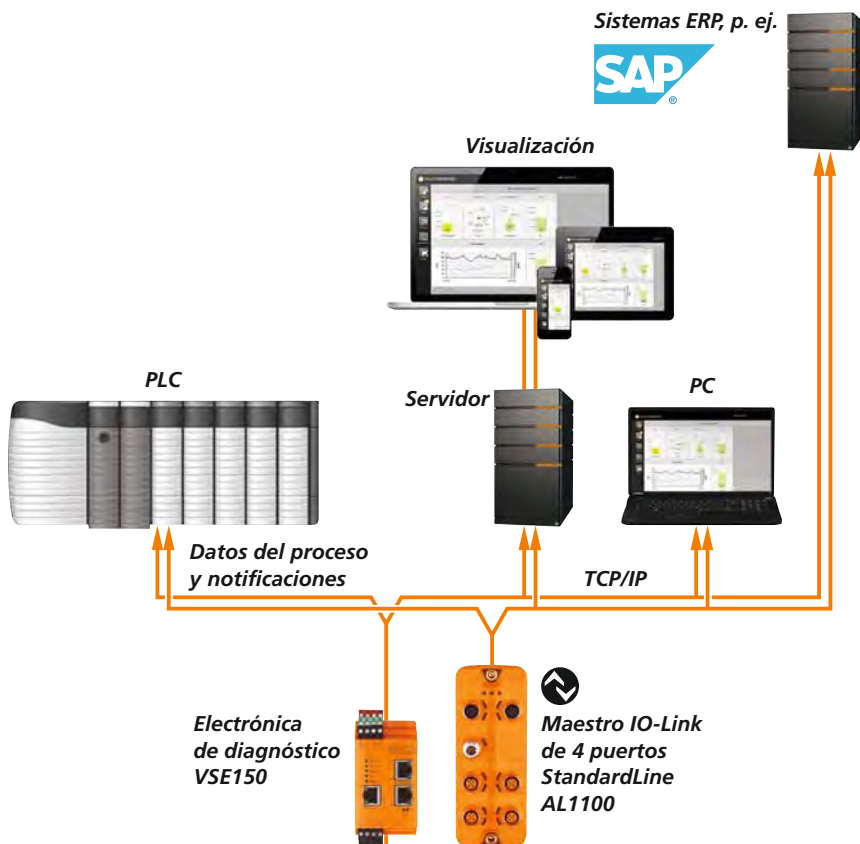 Sistemas ERP, p. ej.
SAP®
Visualización
PLC
Servidor
PC
Datos del proceso
y notificaciones
TCP/IP
Electrónica
de diagnóstico
VSE150
Maestro IO-Link
de 4 puertos
StandardLine
AL1100